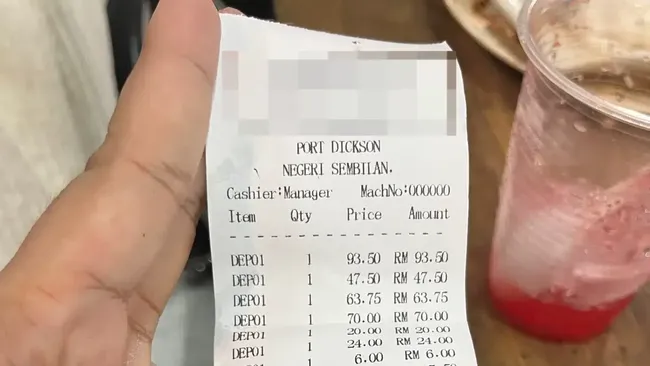 PORT DICKSON
NEGERI SEMBILAN.
Cashier:Manager MachNo:000000
Item Qty Price Amount
DEP01 1 93.50 RM 93.50
DEP01 1 47.50 RM 47.50
DEP01 1 63.75 RM 63.75
DEP01 1 70.00 RM 70.00
DEP01 1 20.00 RM 20.00
DEP01 1 24.00 RM 24.00
DEP01 1 6.00 RM 6.00